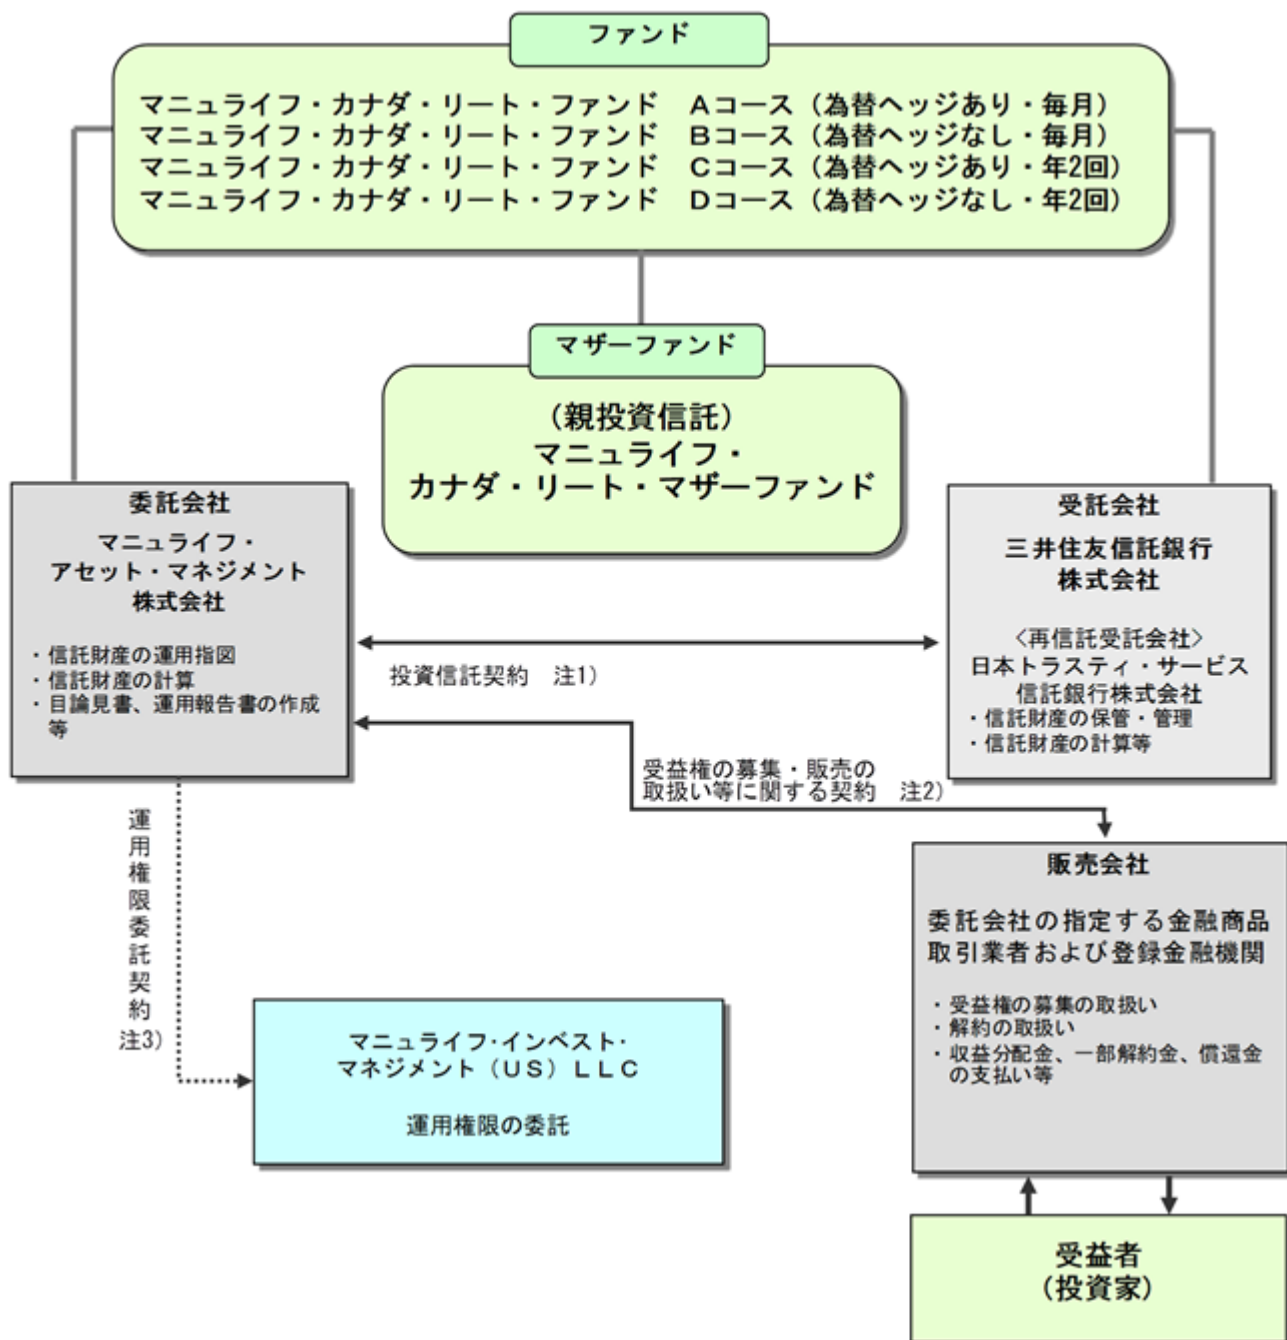 ファンド
マニュライフ・カナダ・リート・ファンド　Aコース（為替ヘッジあり・毎月）
マニュライフ・カナダ・リート・ファンド　Bコース（為替ヘッジなし・毎月）
マニュライフ・カナダ・リート・ファンド　Cコース（為替ヘッジあり・年2回）
マニュライフ・カナダ・リート・ファンド　Dコース（為替ヘッジなし・年2回）
マザーファンド
（親投資信託）
マニュライフ・
カナダ・リート・マザーファンド
委託会社
マニュライフ・
アセット・マネジメント
株式会社
・信託財産の運用指図
・信託財産の計算
・目論見書、運用報告書の作成
等
投資信託契約　注1）
受託会社
三井住友信託銀行
株式会社
〈再信託受託会社〉
日本トラスティ・サービス
信託銀行株式会社
・信託財産の保管・管理
・信託財産の計算等
受益権の募集・販売の
取扱い等に関する契約　注2）
運用権限委託契約
注3）
マニュライフ･インベスト･
マネジメント（US）LLC
運用権限の委託
販売会社
委託会社の指定する金融商品
取引業者および登録金融機関
・受益権の募集の取扱い
・解約の取扱い
・収益分配金、一部解約金、償還金
の支払い等
受益者
（投資家）